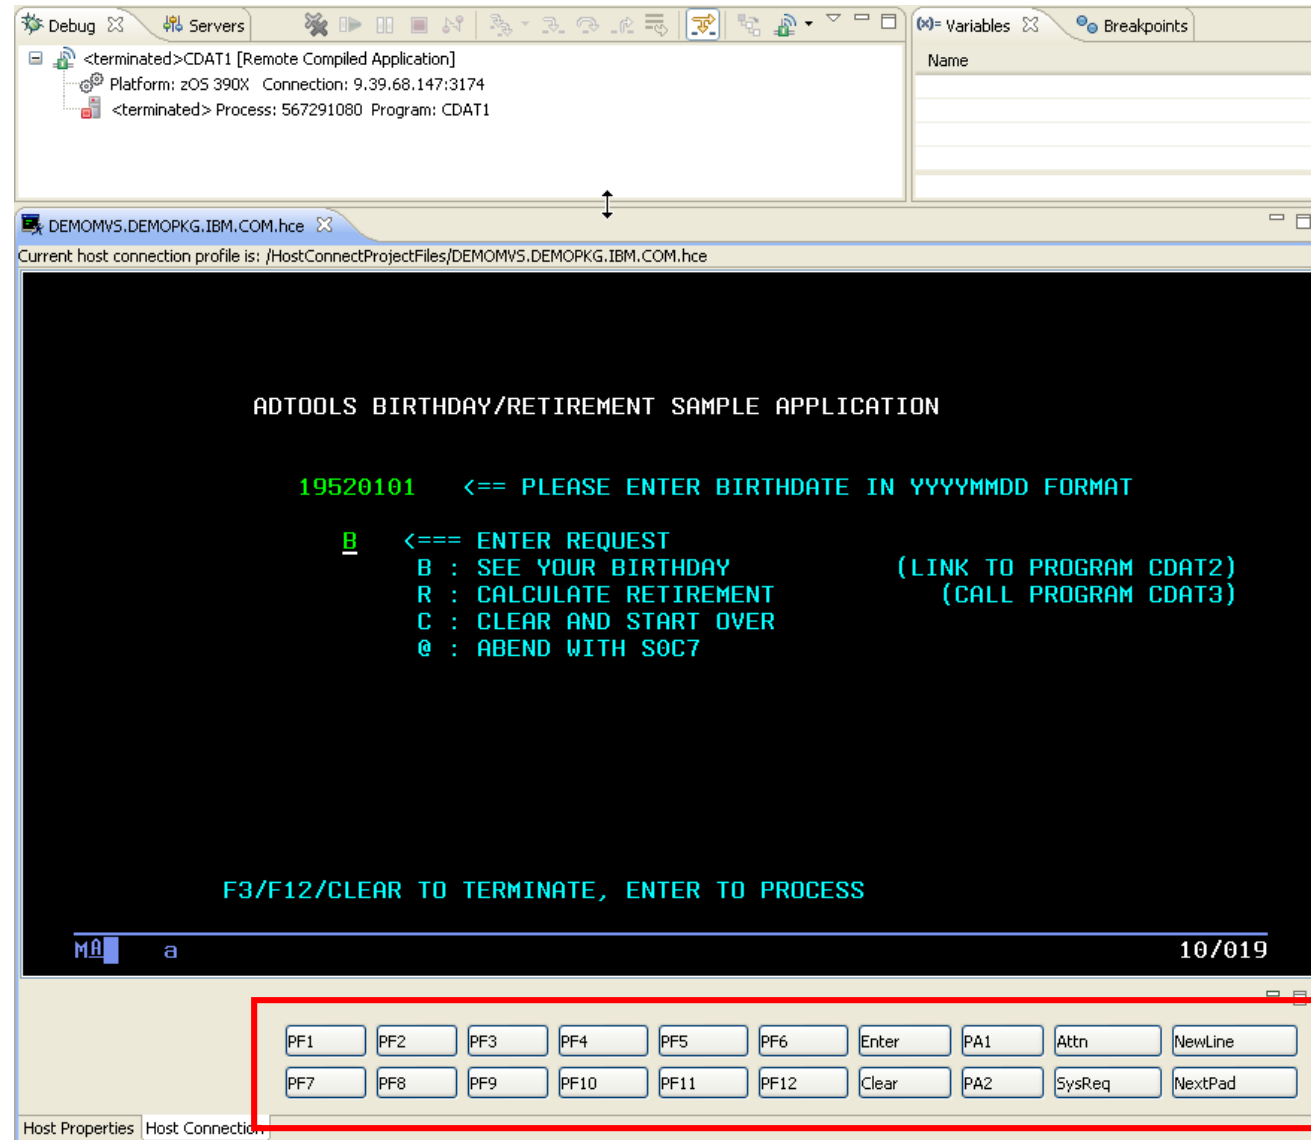 Debug Servers
(x)= Variables Breakpoints
<terminated>CDAT1 [Remote Compiled Application]
Platform: zOS 390X Connection: 9.39.68.147:3174
<terminated> Process: 567291080 Program: CDAT1
Name
DEMOMVS.DEMOPKG.IBM.COM.hce
Current host connection profile is: /HostConnectProjectFiles/DEMOMVS.DEMOPKG.IBM.COM.hce
ADTOOLS BIRTHDAY/RETIREMENT SAMPLE APPLICATION
19520101 <== PLEASE ENTER BIRTHDATE IN YYYYMMDD FORMAT
B <=== ENTER REQUEST
B : SEE YOUR BIRTHDAY (LINK TO PROGRAM CDAT2)
R : CALCULATE RETIREMENT (CALL PROGRAM CDAT3)
C : CLEAR AND START OVER
@ : ABEND WITH S0C7
F3/F12/CLEAR TO TERMINATE, ENTER TO PROCESS
MA a 10/019
PF1 PF2 PF3 PF4 PF5 PF6 Enter PA1 Attn NewLine
PF7 PF8 PF9 PF10 PF11 PF12 Clear PA2 SysReq NextPad
Host Properties Host Connection